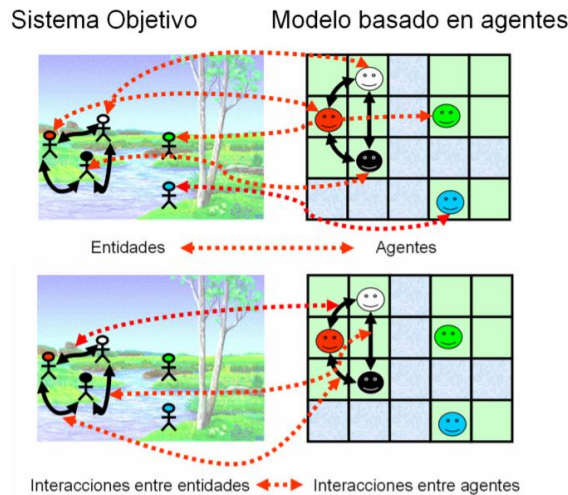 Sistema Objetivo
Modelo basado en agentes
Entidades
Agentes
Interacciones entre entidades
Interacciones entre agentes